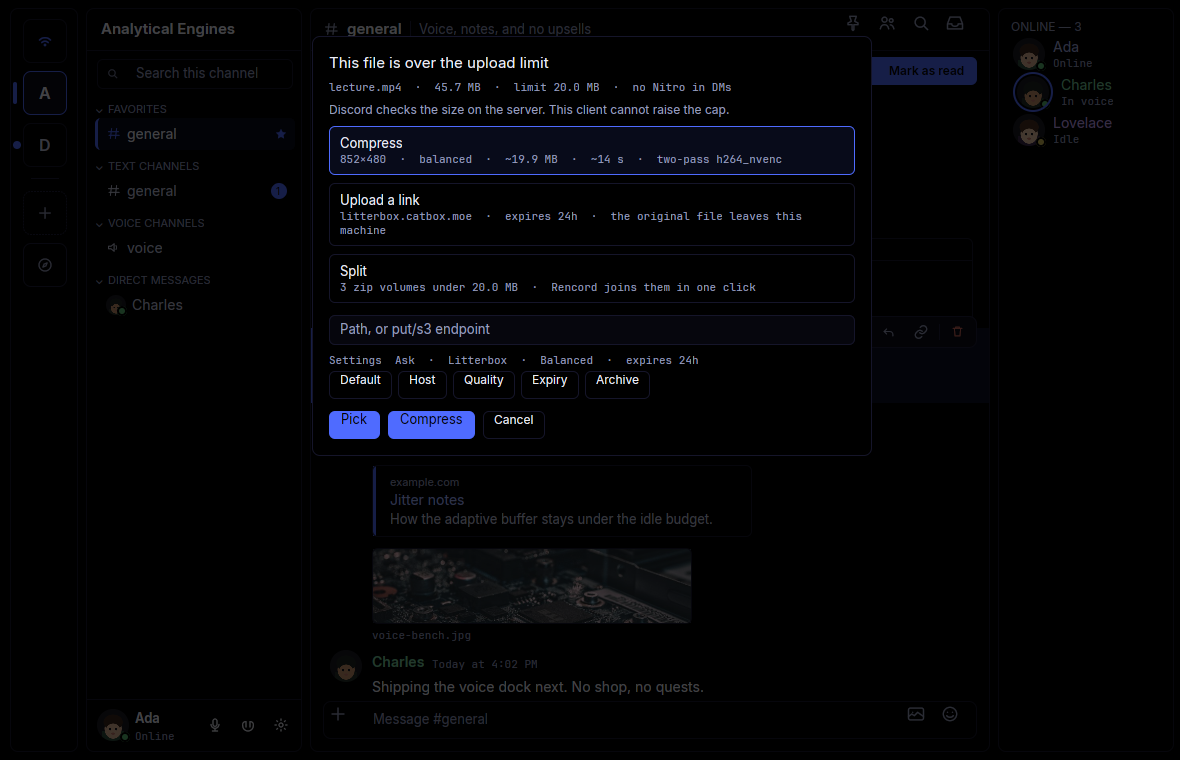 Analytical Engines
Search this channel
FAVORITES
# general
TEXT CHANNELS
# general
1
VOICE CHANNELS
voice
DIRECT MESSAGES
Charles
A
D
Ada
Online
# general
Voice, notes, and no upsells
Mark as read
This file is over the upload limit
lecture.mp4 · 45.7 MB · limit 20.0 MB · no Nitro in DMs
Discord checks the size on the server. This client cannot raise the cap.
Compress
852×480 · balanced · ~19.9 MB · ~14 s · two-pass h264_nvenc
Upload a link
litterbox.catbox.moe · expires 24h · the original file leaves this
machine
Split
3 zip volumes under 20.0 MB · Rencord joins them in one click
Path, or put/s3 endpoint
Settings Ask · Litterbox · Balanced · expires 24h
Default Host Quality Expiry Archive
Pick Compress Cancel
example.com
Jitter notes
How the adaptive buffer stays under the idle budget.
voice-bench.jpg
Charles Today at 4:02 PM
Shipping the voice dock next. No shop, no quests.
Message #general
ONLINE — 3
Ada
Online
Charles
In voice
Lovelace
Idle